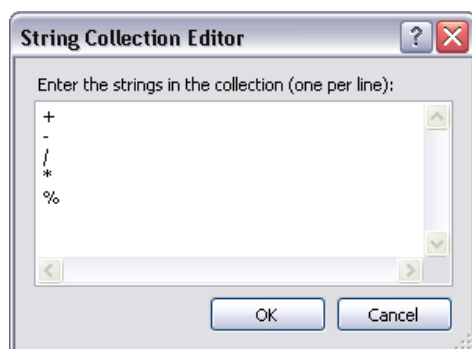 String Collection Editor
Enter the strings in the collection (one per line):
+
-
/
*
%
OK Cancel